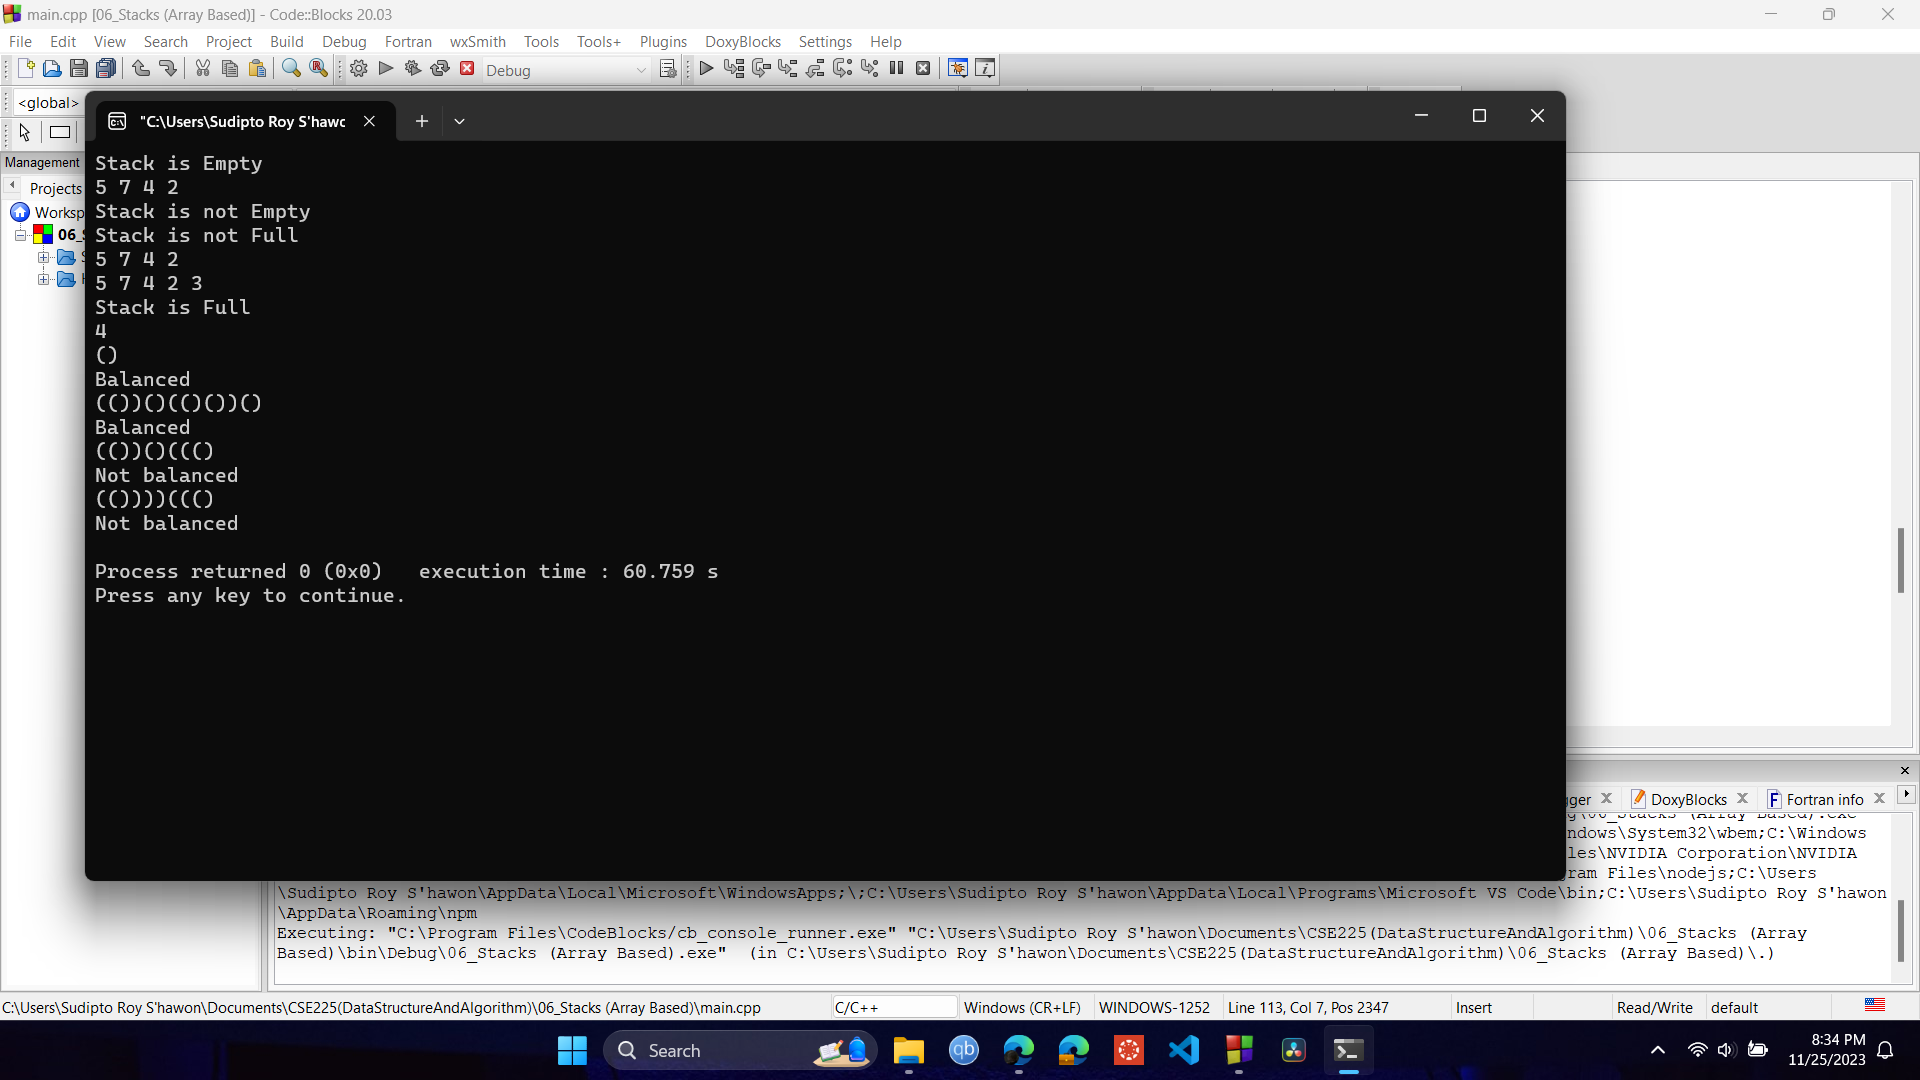 main.cpp [06_Stacks (Array Based)] - Code::Blocks 20.03
File Edit View Search Project Build Debug Fortran wxSmith Tools Tools+ Plugins DoxyBlocks Settings Help
Debug
<global>
"C:\Users\Sudipto Roy S'hawc
Management
Projects
Worksp
06_S
Stack is Empty
5 7 4 2
Stack is not Empty
Stack is not Full
5 7 4 2
5 7 4 2 3
Stack is Full
4
()
Balanced
(())()(()())()
Balanced
(())()((()
Not balanced
(())))((()
Not balanced
Process returned 0 (0x0)   execution time : 60.759 s
Press any key to continue.
gger DoxyBlocks Fortran info
g\06_Stacks (Array Based).exe
ndows\System32\wbem;C:\Windows
les\NVIDIA Corporation\NVIDIA
ram Files\nodejs;C:\Users
\Sudipto Roy S'hawon\AppData\Local\Microsoft\WindowsApps;\;C:\Users\Sudipto Roy S'hawon\AppData\Local\Programs\Microsoft VS Code\bin;C:\Users\Sudipto Roy S'hawon
\AppData\Roaming\npm
Executing: "C:\Program Files\CodeBlocks/cb_console_runner.exe" "C:\Users\Sudipto Roy S'hawon\Documents\CSE225(DataStructureAndAlgorithm)\06_Stacks (Array
Based)\bin\Debug\06_Stacks (Array Based).exe"  (in C:\Users\Sudipto Roy S'hawon\Documents\CSE225(DataStructureAndAlgorithm)\06_Stacks (Array Based)\.)
C:\Users\Sudipto Roy S'hawon\Documents\CSE225(DataStructureAndAlgorithm)\06_Stacks (Array Based)\main.cpp C/C++ Windows (CR+LF) WINDOWS-1252 Line 113, Col 7, Pos 2347 Insert Read/Write default
Search
8:34 PM
11/25/2023